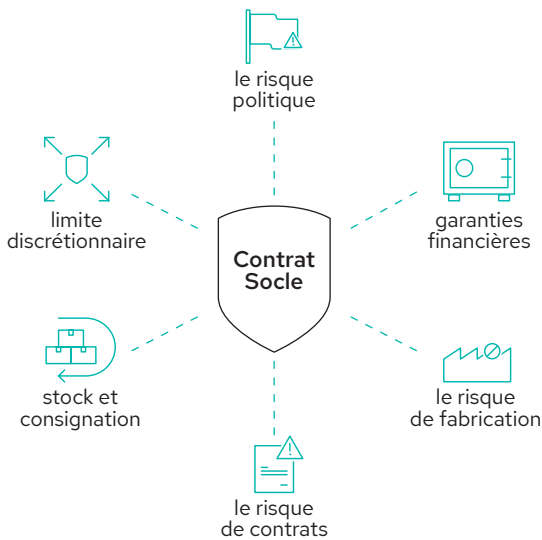 le risque
politique
limite
discrétionnaire
garanties
financières
Contrat
Socle
stock et
consignation
le risque
de fabrication
le risque
de contrats